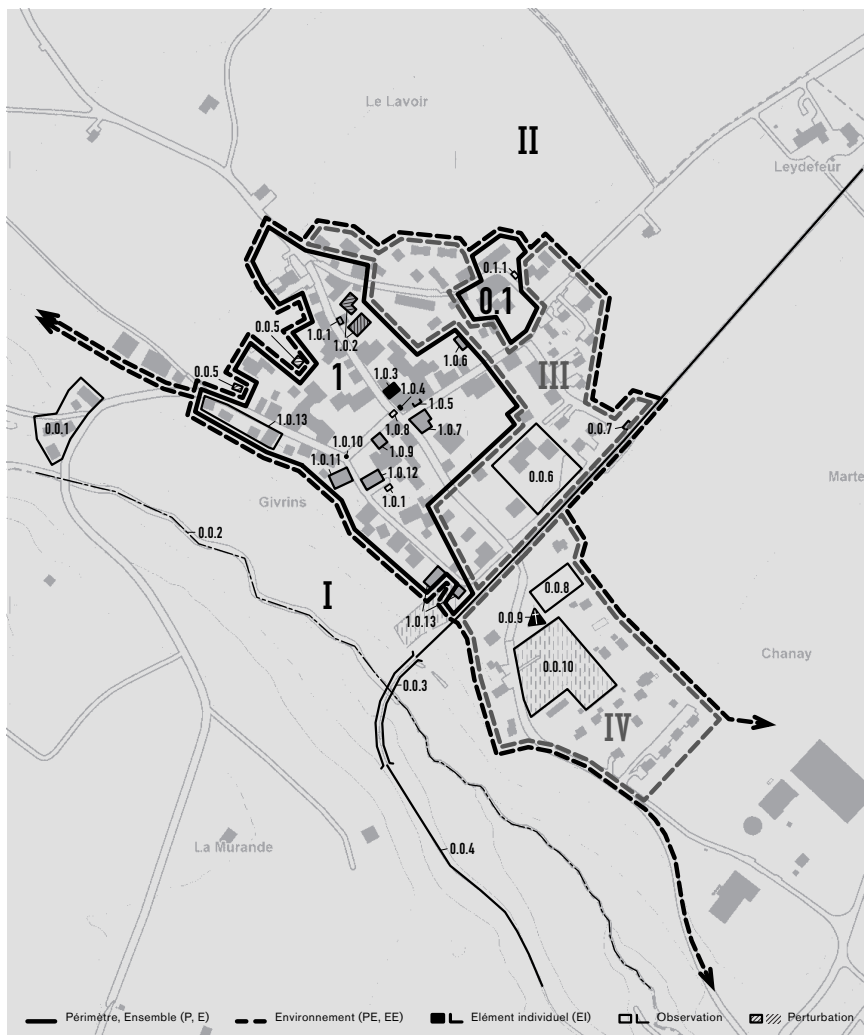 Le Lavoir
II
Leydefeur
0.1.1
0.1
1.0.1
1.0.2
0.0.5
1.0.6
1
1.0.3
III
0.0.5
1.0.4
1.0.5
0.0.1
1.0.13
1.0.8
1.0.7
0.0.7
1.0.10
1.0.9
1.0.11
1.0.12
0.0.6
Marte
Givrins
1.0.1
0.0.2
I
0.0.8
1.0.13
0.0.9
Chanay
0.0.10
0.0.3
IV
La Murande
0.0.4
Périmètre, Ensemble (P, E) Environnement (PE, EE) Elément individuel (EI) Observation Perturbation